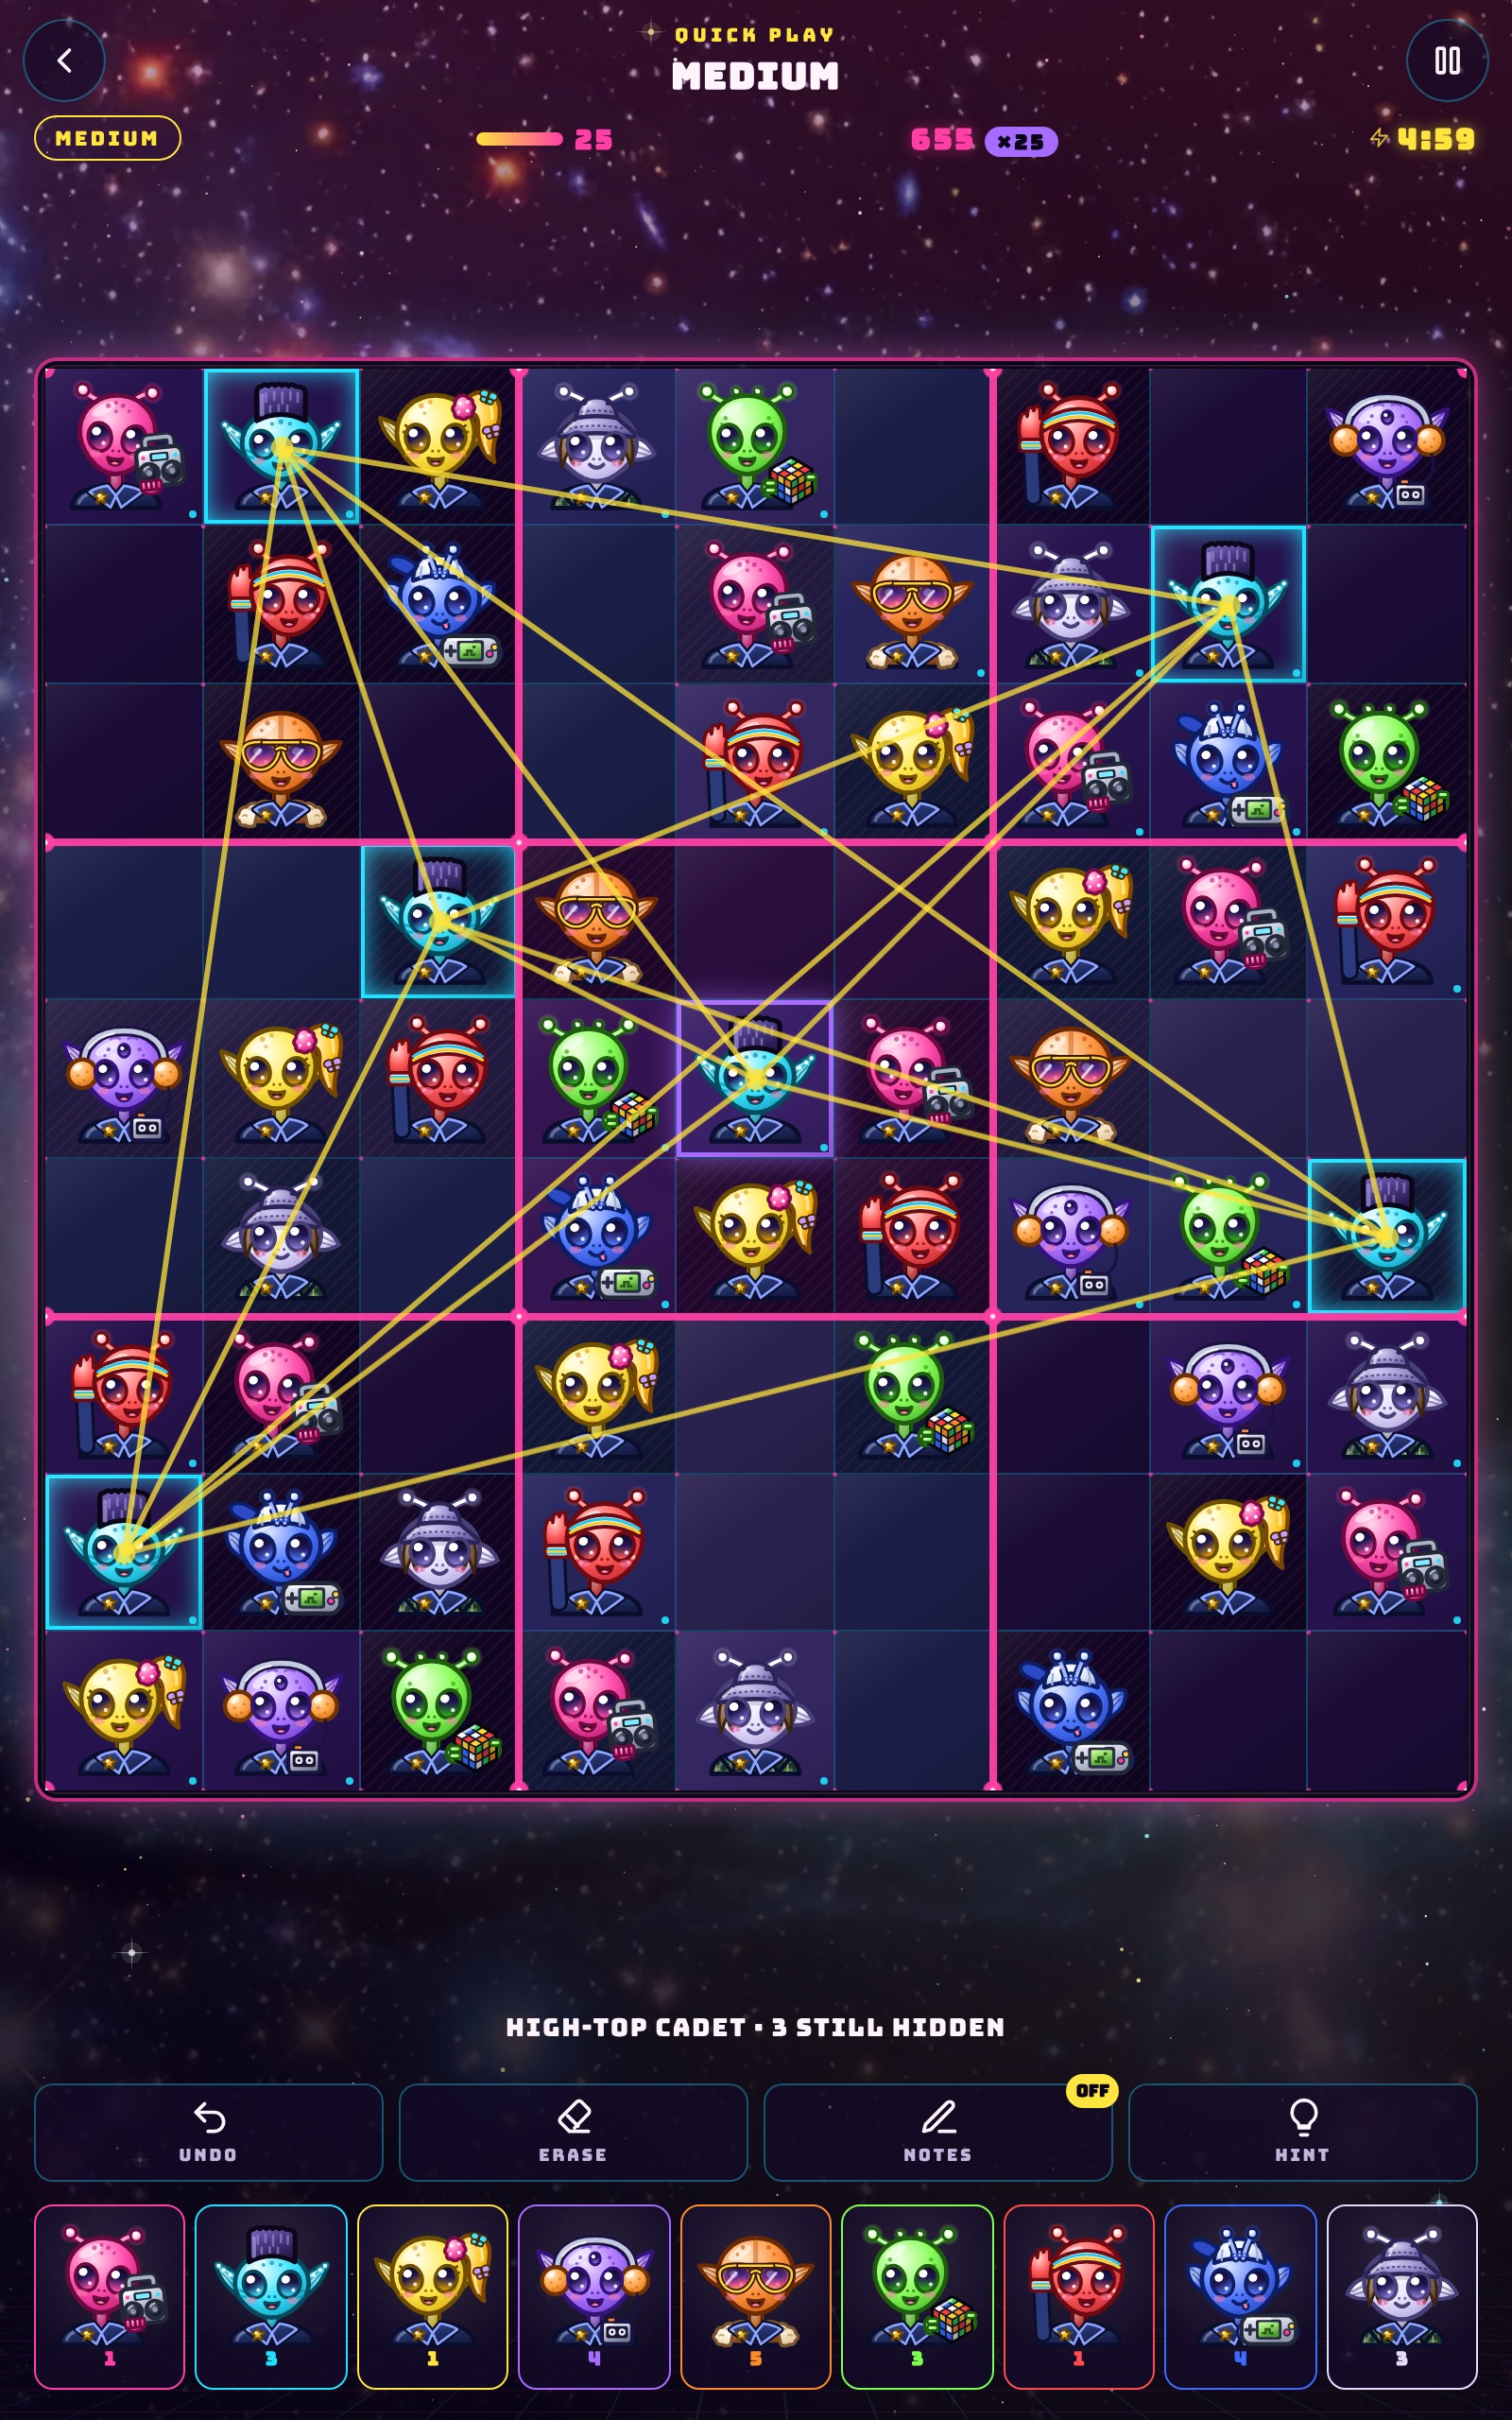 QUICK PLAY
MEDIUM
MEDIUM
25
655 ×25
4:59
HIGH-TOP CADET · 3 STILL HIDDEN
OFF
UNDO
ERASE
NOTES
HINT
1
3
1
4
5
3
1
4
3